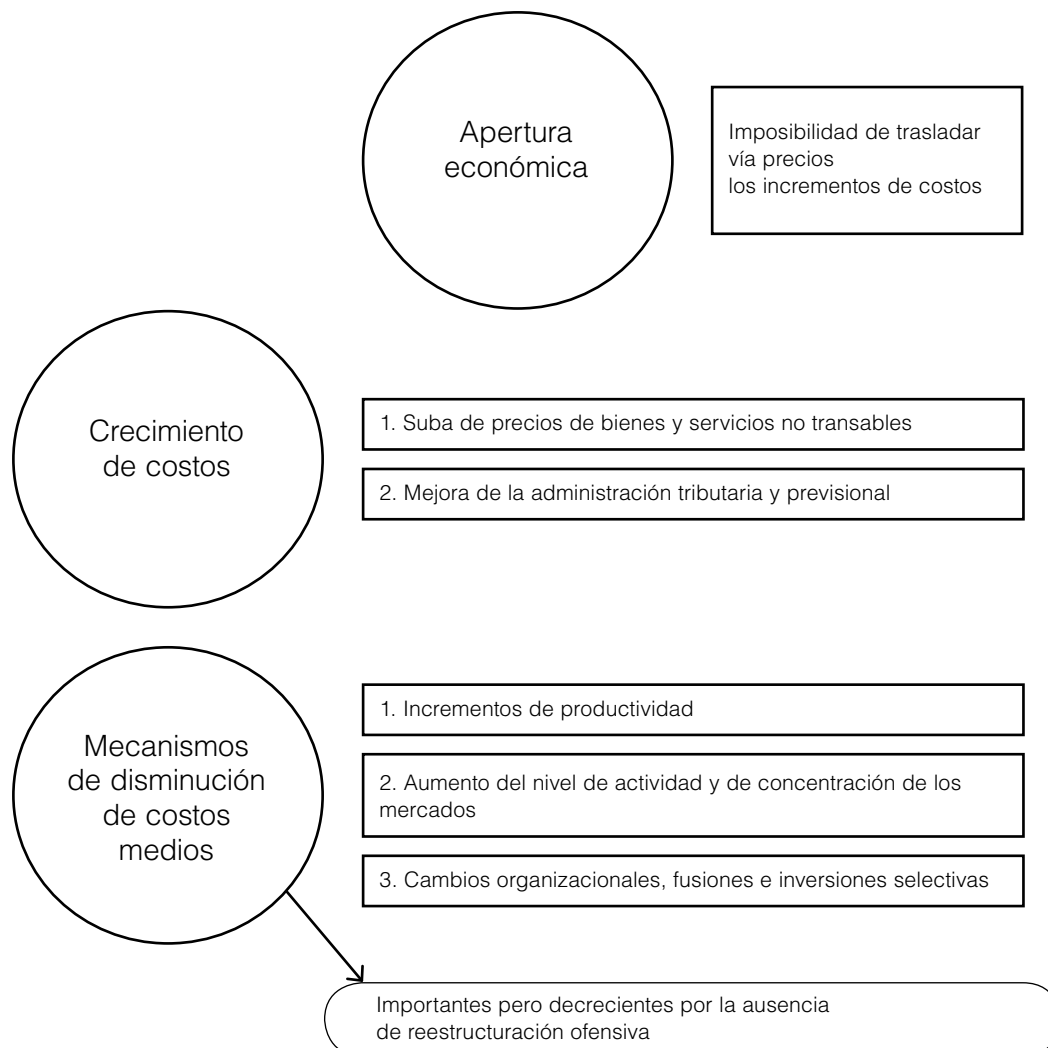 Apertura
económica
Imposibilidad de trasladar
vía precios
los incrementos de costos
Crecimiento
de costos
1. Suba de precios de bienes y servicios no transables
2. Mejora de la administración tributaria y previsional
Mecanismos
de disminución
de costos
medios
1. Incrementos de productividad
2. Aumento del nivel de actividad y de concentración de los
mercados
3. Cambios organizacionales, fusiones e inversiones selectivas
Importantes pero decrecientes por la ausencia
de reestructuración ofensiva